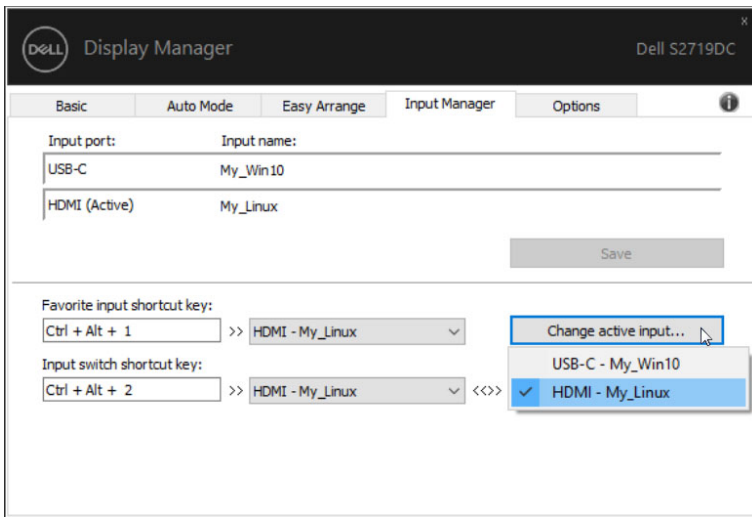 x
DELL Display Manager Dell S2719DC
Basic Auto Mode Easy Arrange Input Manager Options i
Input port: Input name:
USB-C My_Win10
HDMI (Active) My_Linux
Save
Favorite input shortcut key:
Ctrl + Alt + 1 >> HDMI - My_Linux Change active input...
Input switch shortcut key:
USB-C - My_Win10
Ctrl + Alt + 2 >> HDMI - My_Linux <<>> HDMI - My_Linux